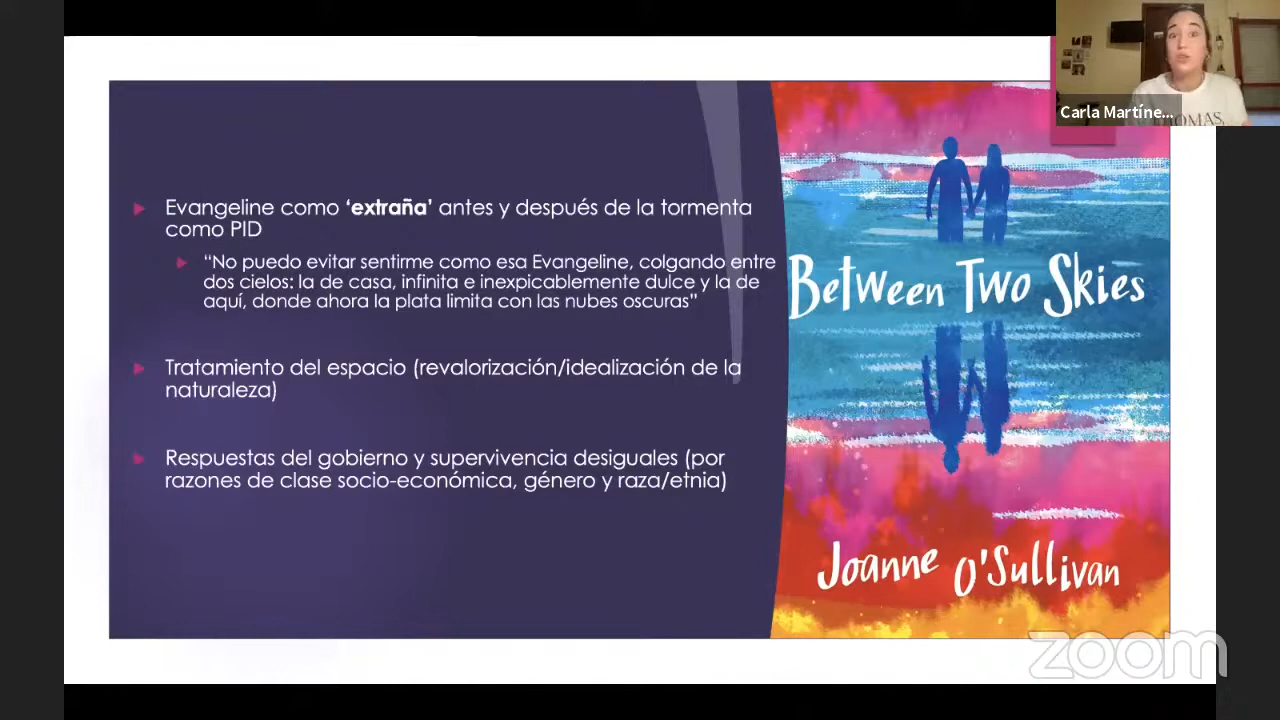 Carla Martíne...
THOMAS,
Evangeline como ‘extraña’ antes y después de la tormenta
como PID
“No puedo evitar sentirme como esa Evangeline, colgando entre
dos cielos: la de casa, infinita e inexpicablemente dulce y la de
aquí, donde ahora la plata limita con las nubes oscuras”
Tratamiento del espacio (revalorización/idealización de la
naturaleza)
Respuestas del gobierno y supervivencia desiguales (por
razones de clase socio-económica, género y raza/etnia)
Between Two Skies
Joanne O'Sullivan
zoom